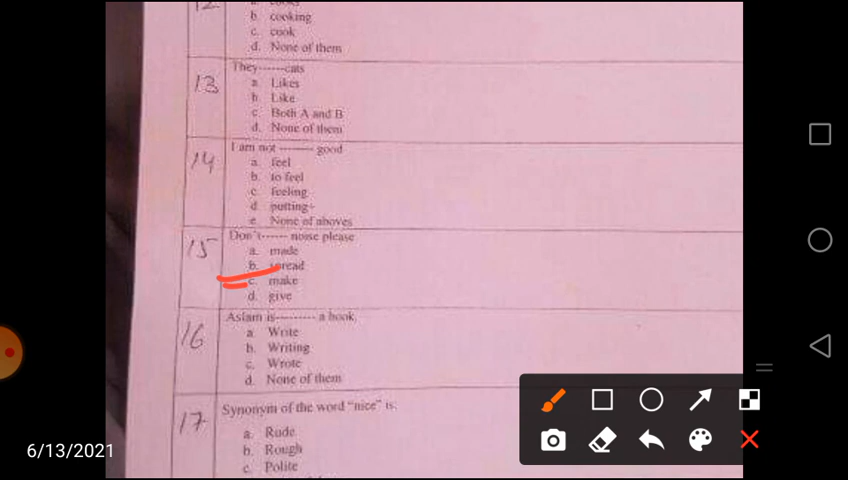 12
b. cooking
c. cook
d. None of them
13
They------cats
a. Likes
b. Like
c. Both A and B
d. None of them
14
I am not -------- good
a. feel
b. to feel
c. feeling
d. putting-
e. None of aboves
15
Don't------ noise please
a. made
b. spread
c. make
d. give
16
Aslam is--------- a book.
a. Write
b. Writing
c. Wrote
d. None of them
17
Synonym of the word "nice" is:
a. Rude
b. Rough
c. Polite
6/13/2021